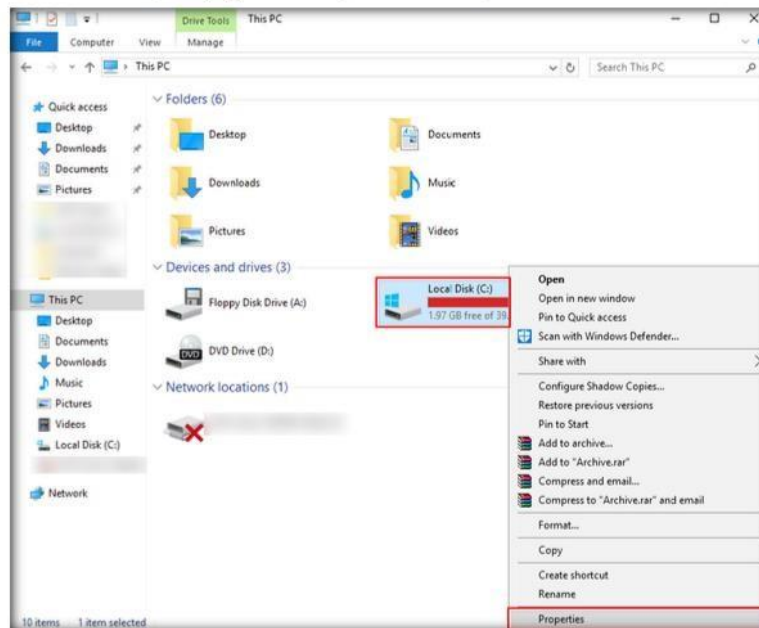 Drive Tools This PC
File Computer View Manage
This PC
Search This PC
Quick access
Desktop
Downloads
Documents
Pictures
This PC
Desktop
Documents
Downloads
Music
Pictures
Videos
Local Disk (C:)
Network
Folders (6)
Desktop
Documents
Downloads
Music
Pictures
Videos
Devices and drives (3)
Floppy Disk Drive (A:)
Local Disk (C:)
1.97 GB free of 39.
DVD
DVD Drive (D:)
Network locations (1)
Open
Open in new window
Pin to Quick access
Scan with Windows Defender...
Share with
Configure Shadow Copies...
Restore previous versions
Pin to Start
Add to archive...
Add to "Archive.rar"
Compress and email...
Compress to "Archive.rar" and email
Format...
Copy
Create shortcut
Rename
Properties
10 items 1 item selected